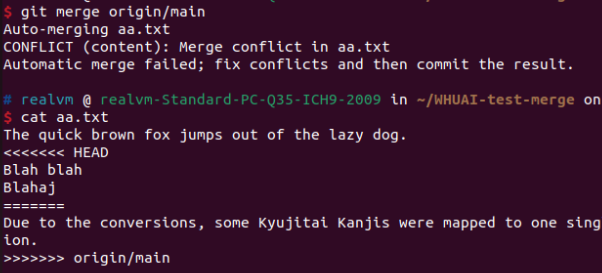 $ git merge origin/main
Auto-merging aa.txt
CONFLICT (content): Merge conflict in aa.txt
Automatic merge failed; fix conflicts and then commit the result.
# realvm @ realvm-Standard-PC-Q35-ICH9-2009 in ~/WHUAI-test-merge on
$ cat aa.txt
The quick brown fox jumps out of the lazy dog.
<<<<<<< HEAD
Blah blah
Blahaj
=======
Due to the conversions, some Kyujitai Kanjis were mapped to one sing
ion.
>>>>>>> origin/main